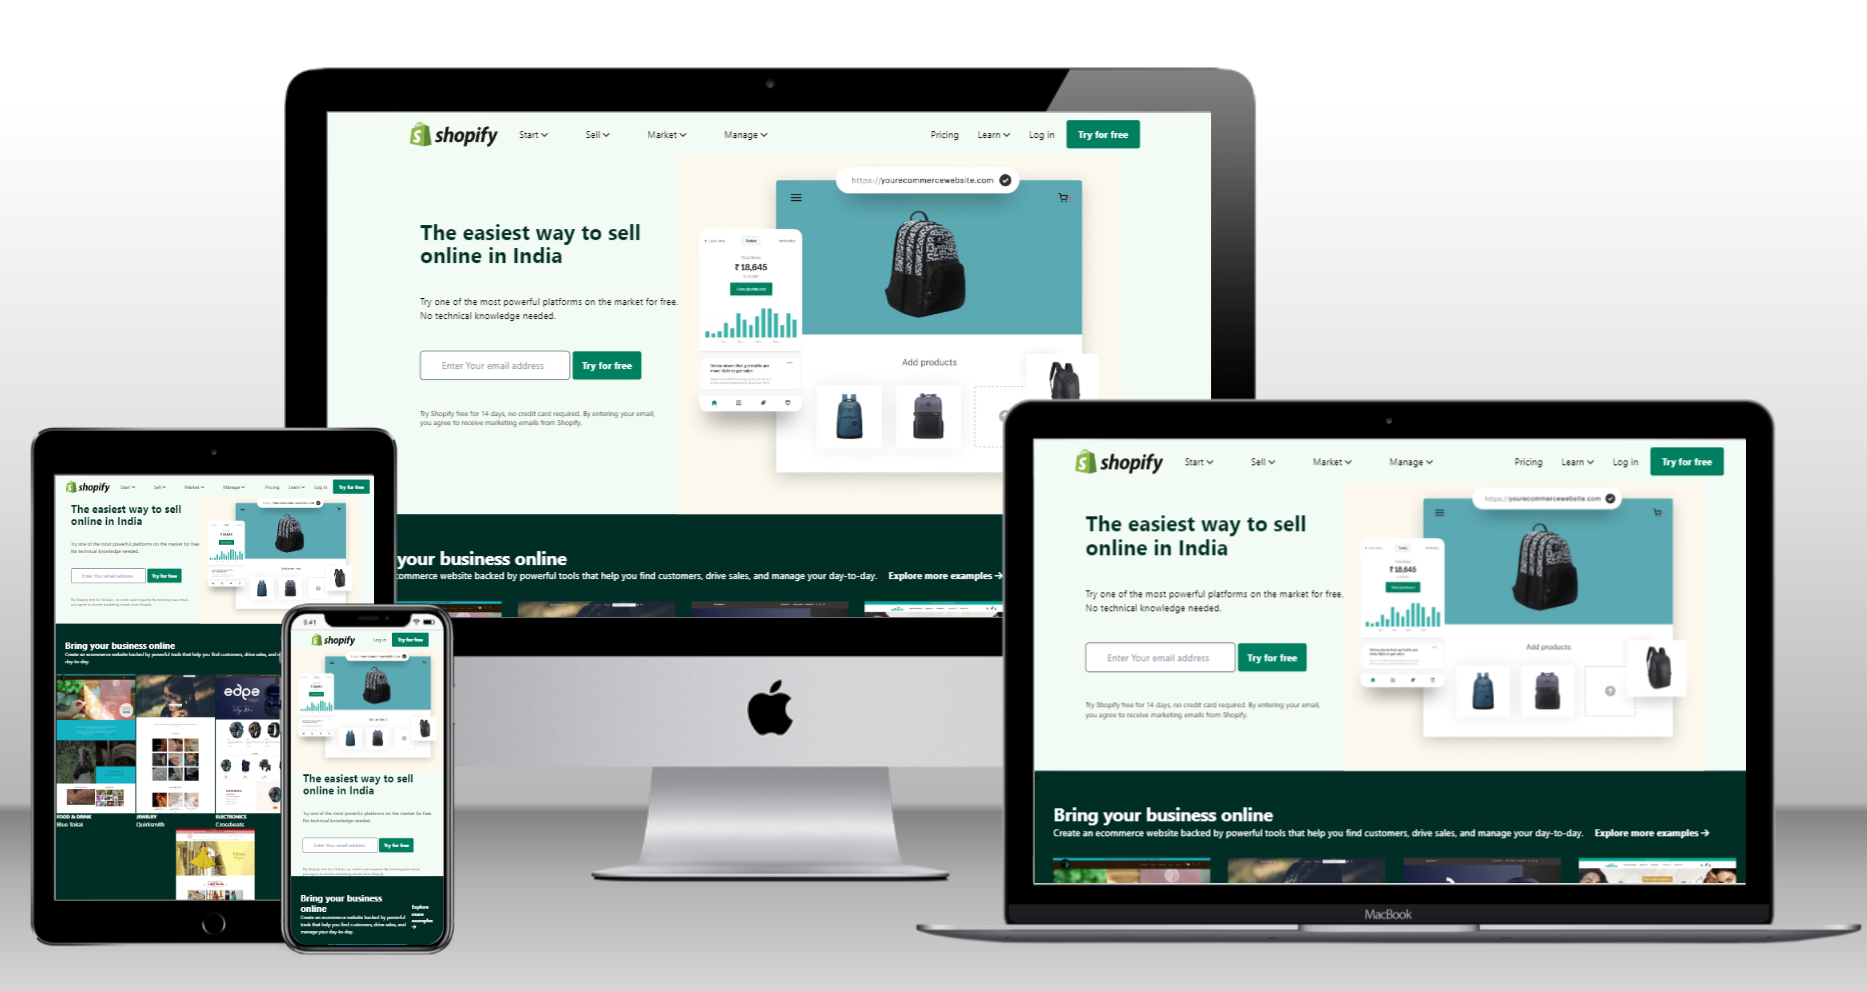 shopify
Start
Sell
Market
Manage
Pricing
Learn
Log in
Try for free
https://yourecommercewebsite.com
The easiest way to sell
online in India
Try one of the most powerful platforms on the market for free.
No technical knowledge needed.
Enter Your email address
Try for free
Try Shopify free for 14 days, no credit card required. By entering your email,
you agree to receive marketing emails from Shopify.
Today
Total Sales
₹ 18,645
View dashboard
Add products
your business online
commerce website backed by powerful tools that help you find customers, drive sales, and manage your day-to-day.
Explore more examples →
shopify
Start
Sell
Market
Manage
Pricing
Learn
Log in
Try for free
The easiest way to sell
online in India
Try one of the most powerful platforms on the market for free
No technical knowledge needed.
Enter Your email address
Try for free
Bring your business online
Create an ecommerce website backed by powerful tools that help you find customers, drive sales, and
day-to-day.
edpe
FOOD & DRINK
Blue Tokai
JEWELRY
Quirksmith
ELECTRONICS
Crossbeats
9:41
shopify
Log in
Try for free
The easiest way to sell
online in India
Try one of the most powerful platforms on the market for free.
No technical knowledge needed.
Enter Your email address
Try for free
Bring your business
online
Create an ecommerce website backed by powerful
tools that help you find customers, drive sales, and
manage your day-to-day.
Explore
more
examples
→
shopify
Start
Sell
Market
Manage
Pricing
Learn
Log in
Try for free
https://yourecommercewebsite.com
The easiest way to sell
online in India
Try one of the most powerful platforms on the market for free.
No technical knowledge needed.
Enter Your email address
Try for free
Try Shopify free for 14 days, no credit card required. By entering your email,
you agree to receive marketing emails from Shopify.
Today
Total Sales
₹ 18,645
Add products
Bring your business online
Create an ecommerce website backed by powerful tools that help you find customers, drive sales, and manage your day-to-day.
Explore more examples →
MacBook